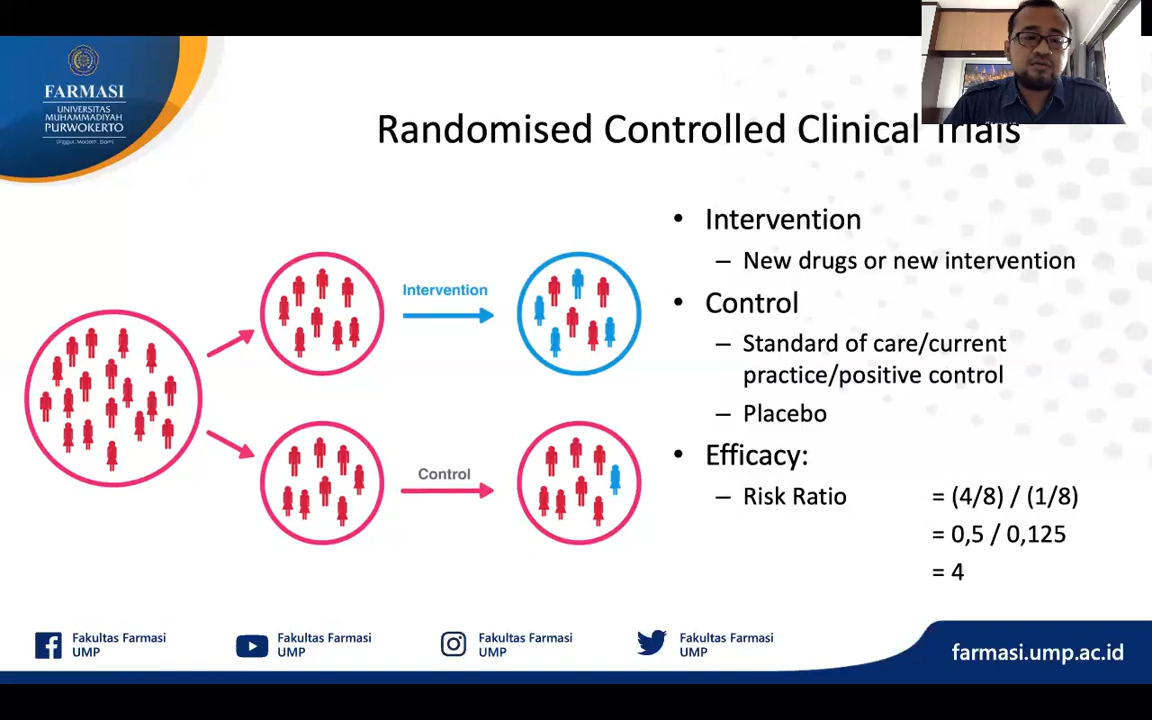 FARMASI
UNIVERSITAS
MUHAMMADIYAH
PURWOKERTO
Randomised Controlled Clinical Trials
• Intervention
– New drugs or new intervention
• Control
– Standard of care/current
practice/positive control
– Placebo
• Efficacy:
– Risk Ratio = (4/8) / (1/8)
= 0,5 / 0,125
= 4
Intervention
Control
Fakultas Farmasi
UMP
Fakultas Farmasi
UMP
Fakultas Farmasi
UMP
Fakultas Farmasi
UMP
farmasi.ump.ac.id